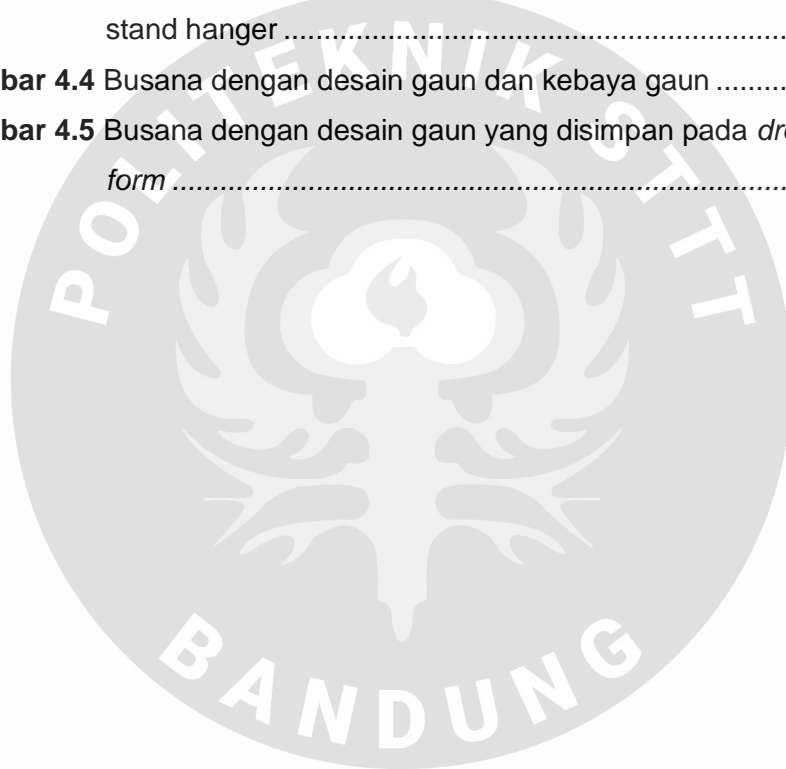 stand hanger ............................................................
bar 4.4 Busana dengan desain gaun dan kebaya gaun .........
bar 4.5 Busana dengan desain gaun yang disimpan pada
form ............................................................................
POLITEKNIK STTT
BANDUNG